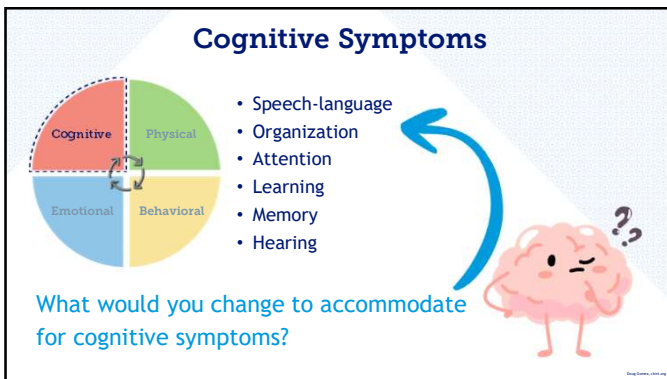 Cognitive Symptoms
Cognitive
Physical
Emotional
Behavioral
• Speech-language
• Organization
• Attention
• Learning
• Memory
• Hearing
??
What would you change to accommodate
for cognitive symptoms?